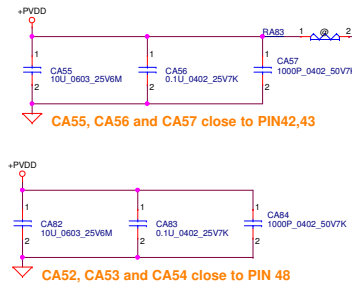 +PVDD
RA83 1 @ 2
1 1 1
CA55 CA56 CA57
10U_0603_25V6M 0.1U_0402_25V7K 1000P_0402_50V7K
2 2 2
CA55, CA56 and CA57 close to PIN42,43
+PVDD
1 1 1
CA82 CA83 CA84
10U_0603_25V6M 0.1U_0402_25V7K 1000P_0402_50V7K
2 2 2
CA52, CA53 and CA54 close to PIN 48